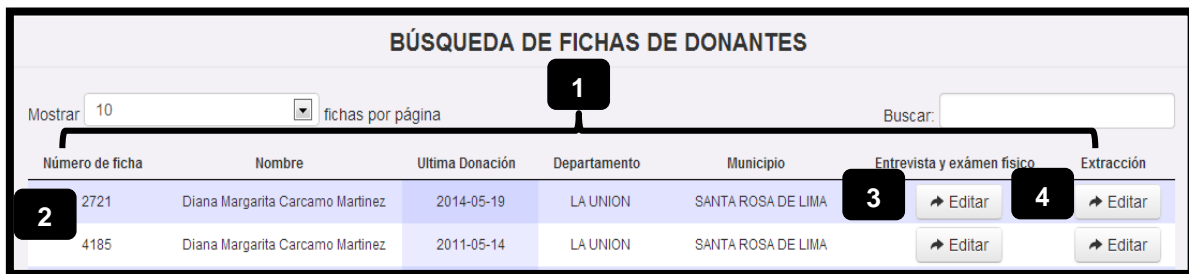 BÚSQUEDA DE FICHAS DE DONANTES
1
Mostrar 10 fichas por página Buscar:
Número de ficha Nombre Ultima Donación Departamento Municipio Entrevista y exámen físico Extracción
2 2721 Diana Margarita Carcamo Martinez 2014-05-19 LA UNION SANTA ROSA DE LIMA 3 Editar 4 Editar
4185 Diana Margarita Carcamo Martinez 2011-05-14 LA UNION SANTA ROSA DE LIMA Editar Editar